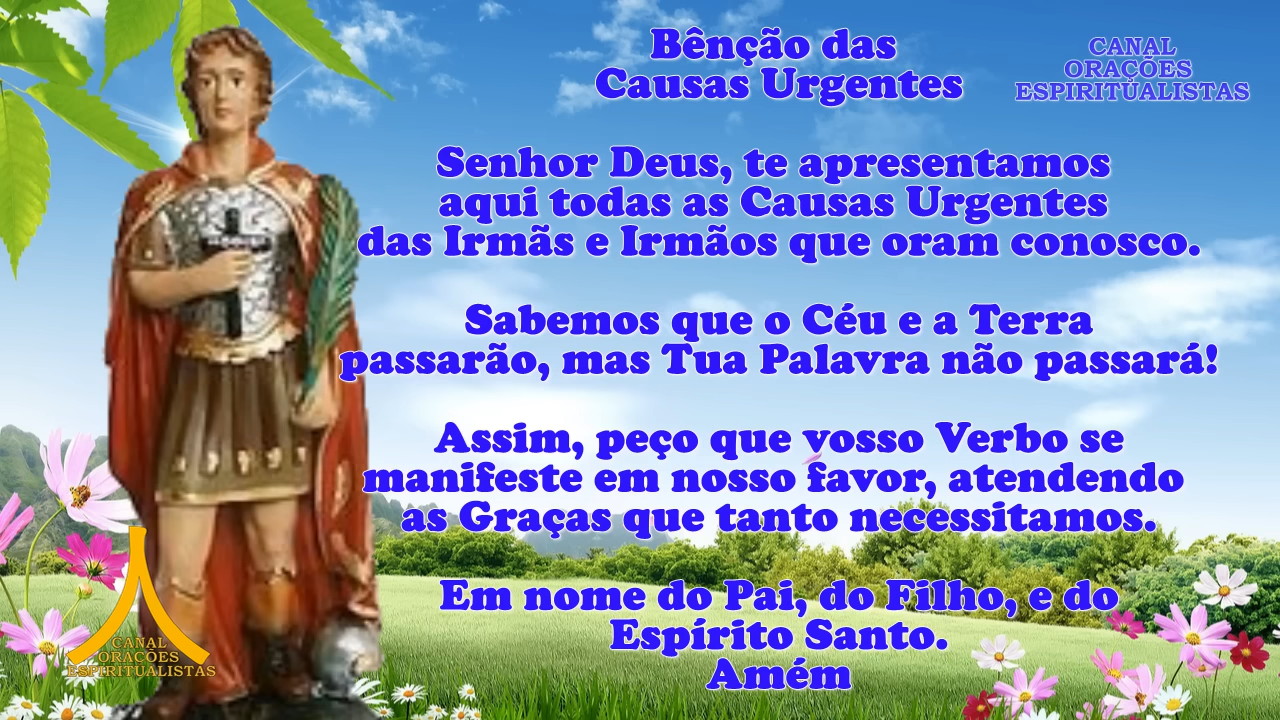 Bênção das
Causas Urgentes
CANAL
ORAÇÕES
ESPIRITUALISTAS
Senhor Deus, te apresentamos
aqui todas as Causas Urgentes
das Irmãs e Irmãos que oram conosco.
Sabemos que o Céu e a Terra
passarão, mas Tua Palavra não passará!
Assim, peço que vosso Verbo se
manifeste em nosso favor, atendendo
as Graças que tanto necessitamos.
Em nome do Pai, do Filho, e do
Espírito Santo.
Amém
CANAL
ORAÇÕES
ESPIRITUALISTAS